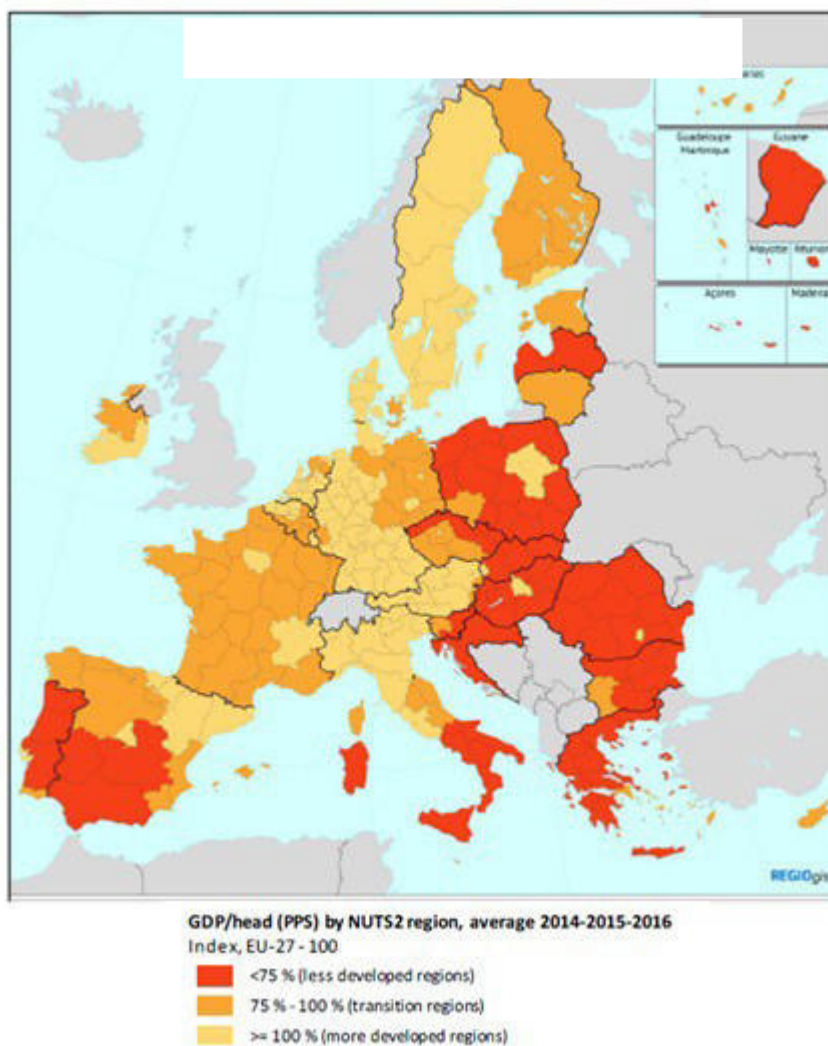 Guadeloupe
Martinique
Guyane
Mayotte
Réunion
Açores
Madeira
REGIOgis
GDP/head (PPS) by NUTS2 region, average 2014-2015-2016
Index, EU-27 - 100
<75 % (less developed regions)
75 % - 100 % (transition regions)
>= 100 % (more developed regions)